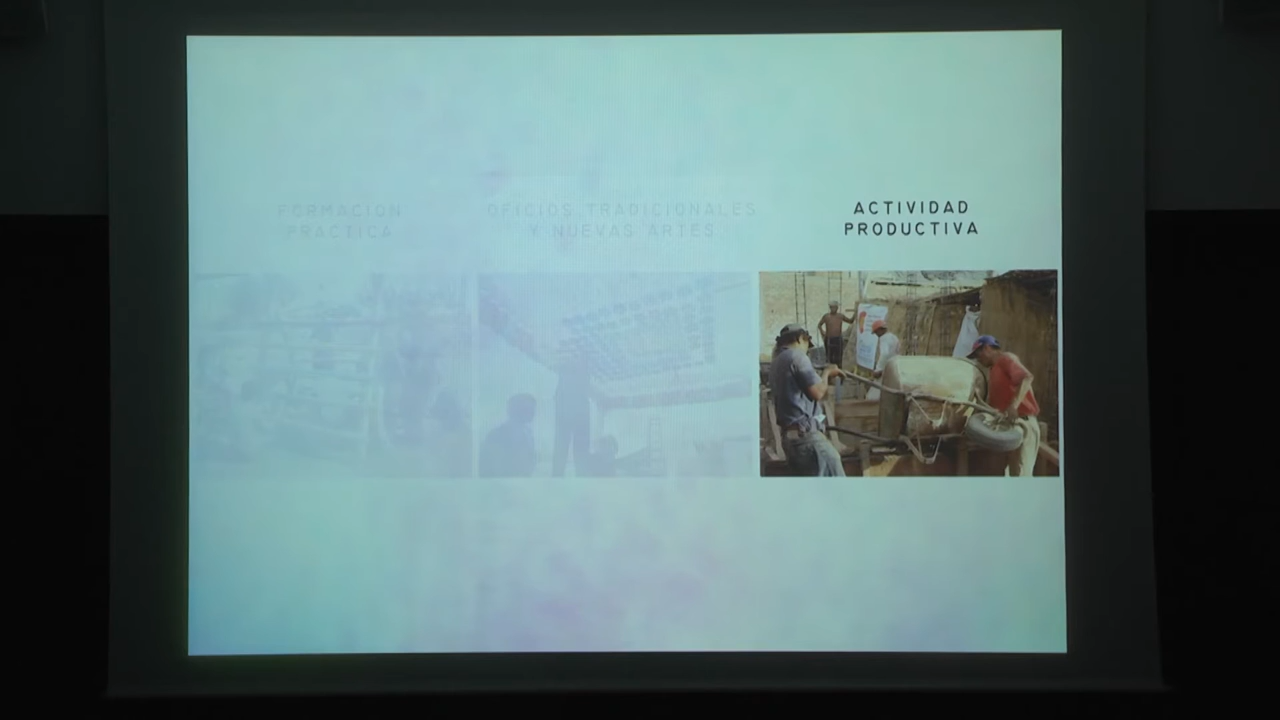 FORMACION
PRACTICA
OFICIOS TRADICIONALES
Y NUEVAS ARTES
ACTIVIDAD
PRODUCTIVA